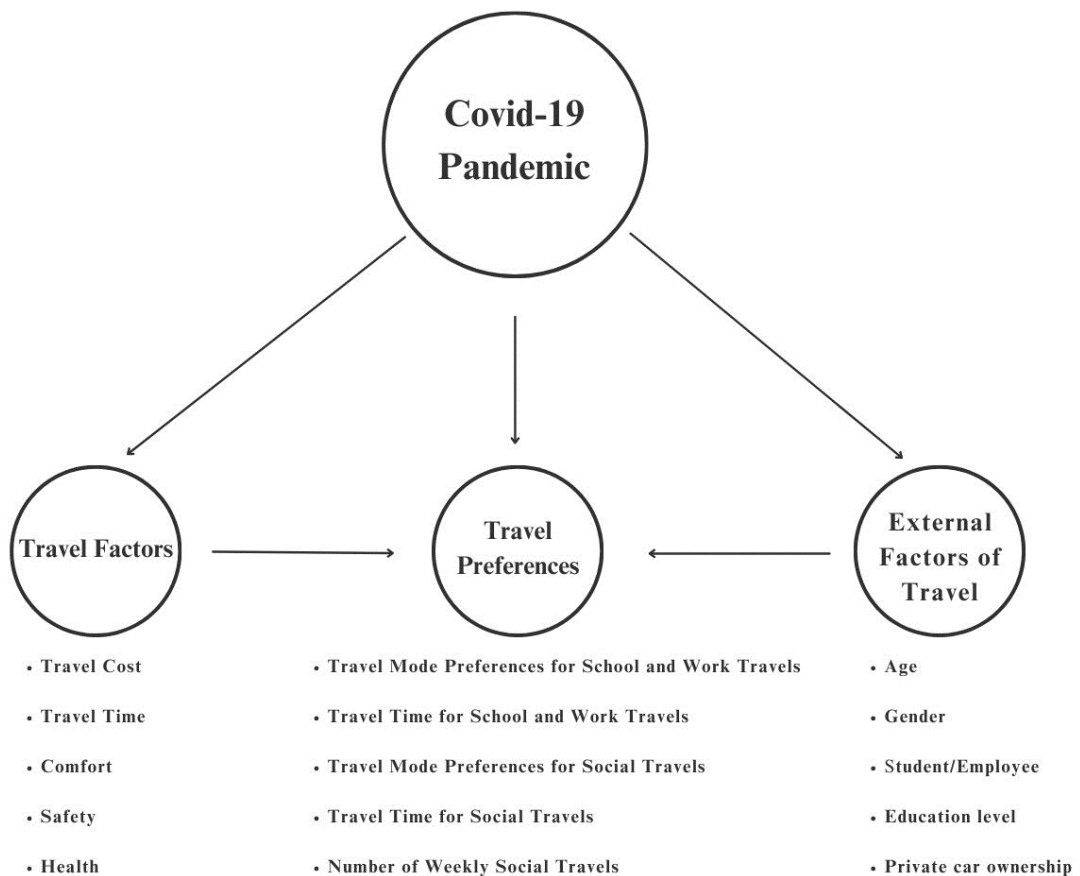 Covid-19
Pandemic
Travel Factors
Travel
Preferences
External
Factors of
Travel
• Travel Cost
• Travel Time
• Comfort
• Safety
• Health
• Travel Mode Preferences for School and Work Travels
• Travel Time for School and Work Travels
• Travel Mode Preferences for Social Travels
• Travel Time for Social Travels
• Number of Weekly Social Travels
• Age
• Gender
• Student/Employee
• Education level
• Private car ownership